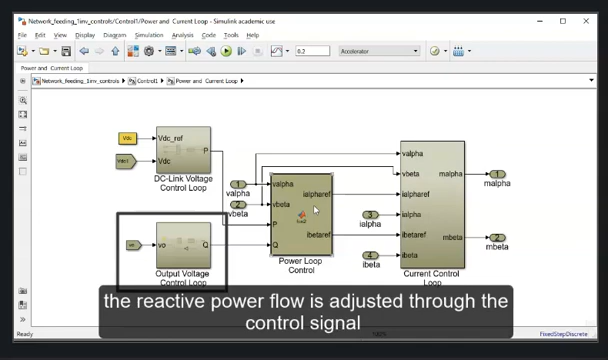 Network_feeding_1inv_controls/Control1/Power and Current Loop - Simulink academic use
File Edit View Display Diagram Simulation Analysis Code Tools Help
0.2
Accelerator
Power and Current Loop
Network_feeding_1inv_controls
Control1
Power and Current Loop
Vdc_ref
Vdc
P
DC-Link Voltage
Control Loop
vo
Q
Output Voltage
Control Loop
1
valpha
2
vbeta
valpha
vbeta
P
Q
ialpharef
ibetaref
Power Loop
Control
3
ialpha
4
ibeta
valpha
vbeta
ialpharef
ialpha
ibetaref
ibeta
malpha
mbeta
Current Control
Loop
1
malpha
2
mbeta
the reactive power flow is adjusted through the
control signal
Ready
FixedStepDiscrete